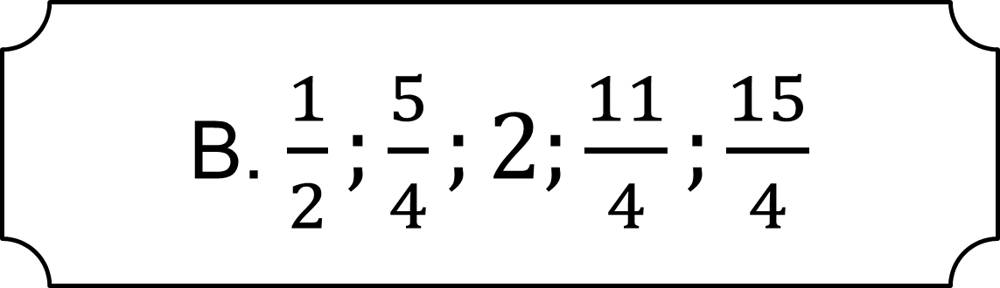 B. 1/2 ; 5/4 ; 2; 11/4 ; 15/4